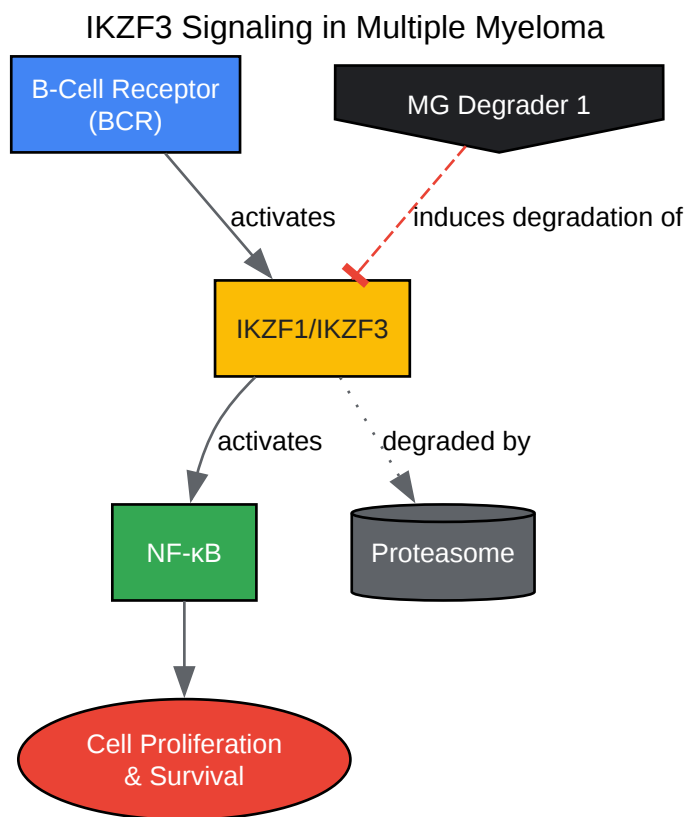 IKZF3 Signaling in Multiple Myeloma
B-Cell Receptor
(BCR)
MG Degrader 1
activates
induces degradation of
IKZF1/IKZF3
activates
degraded by
NF-κB
Proteasome
Cell Proliferation
& Survival